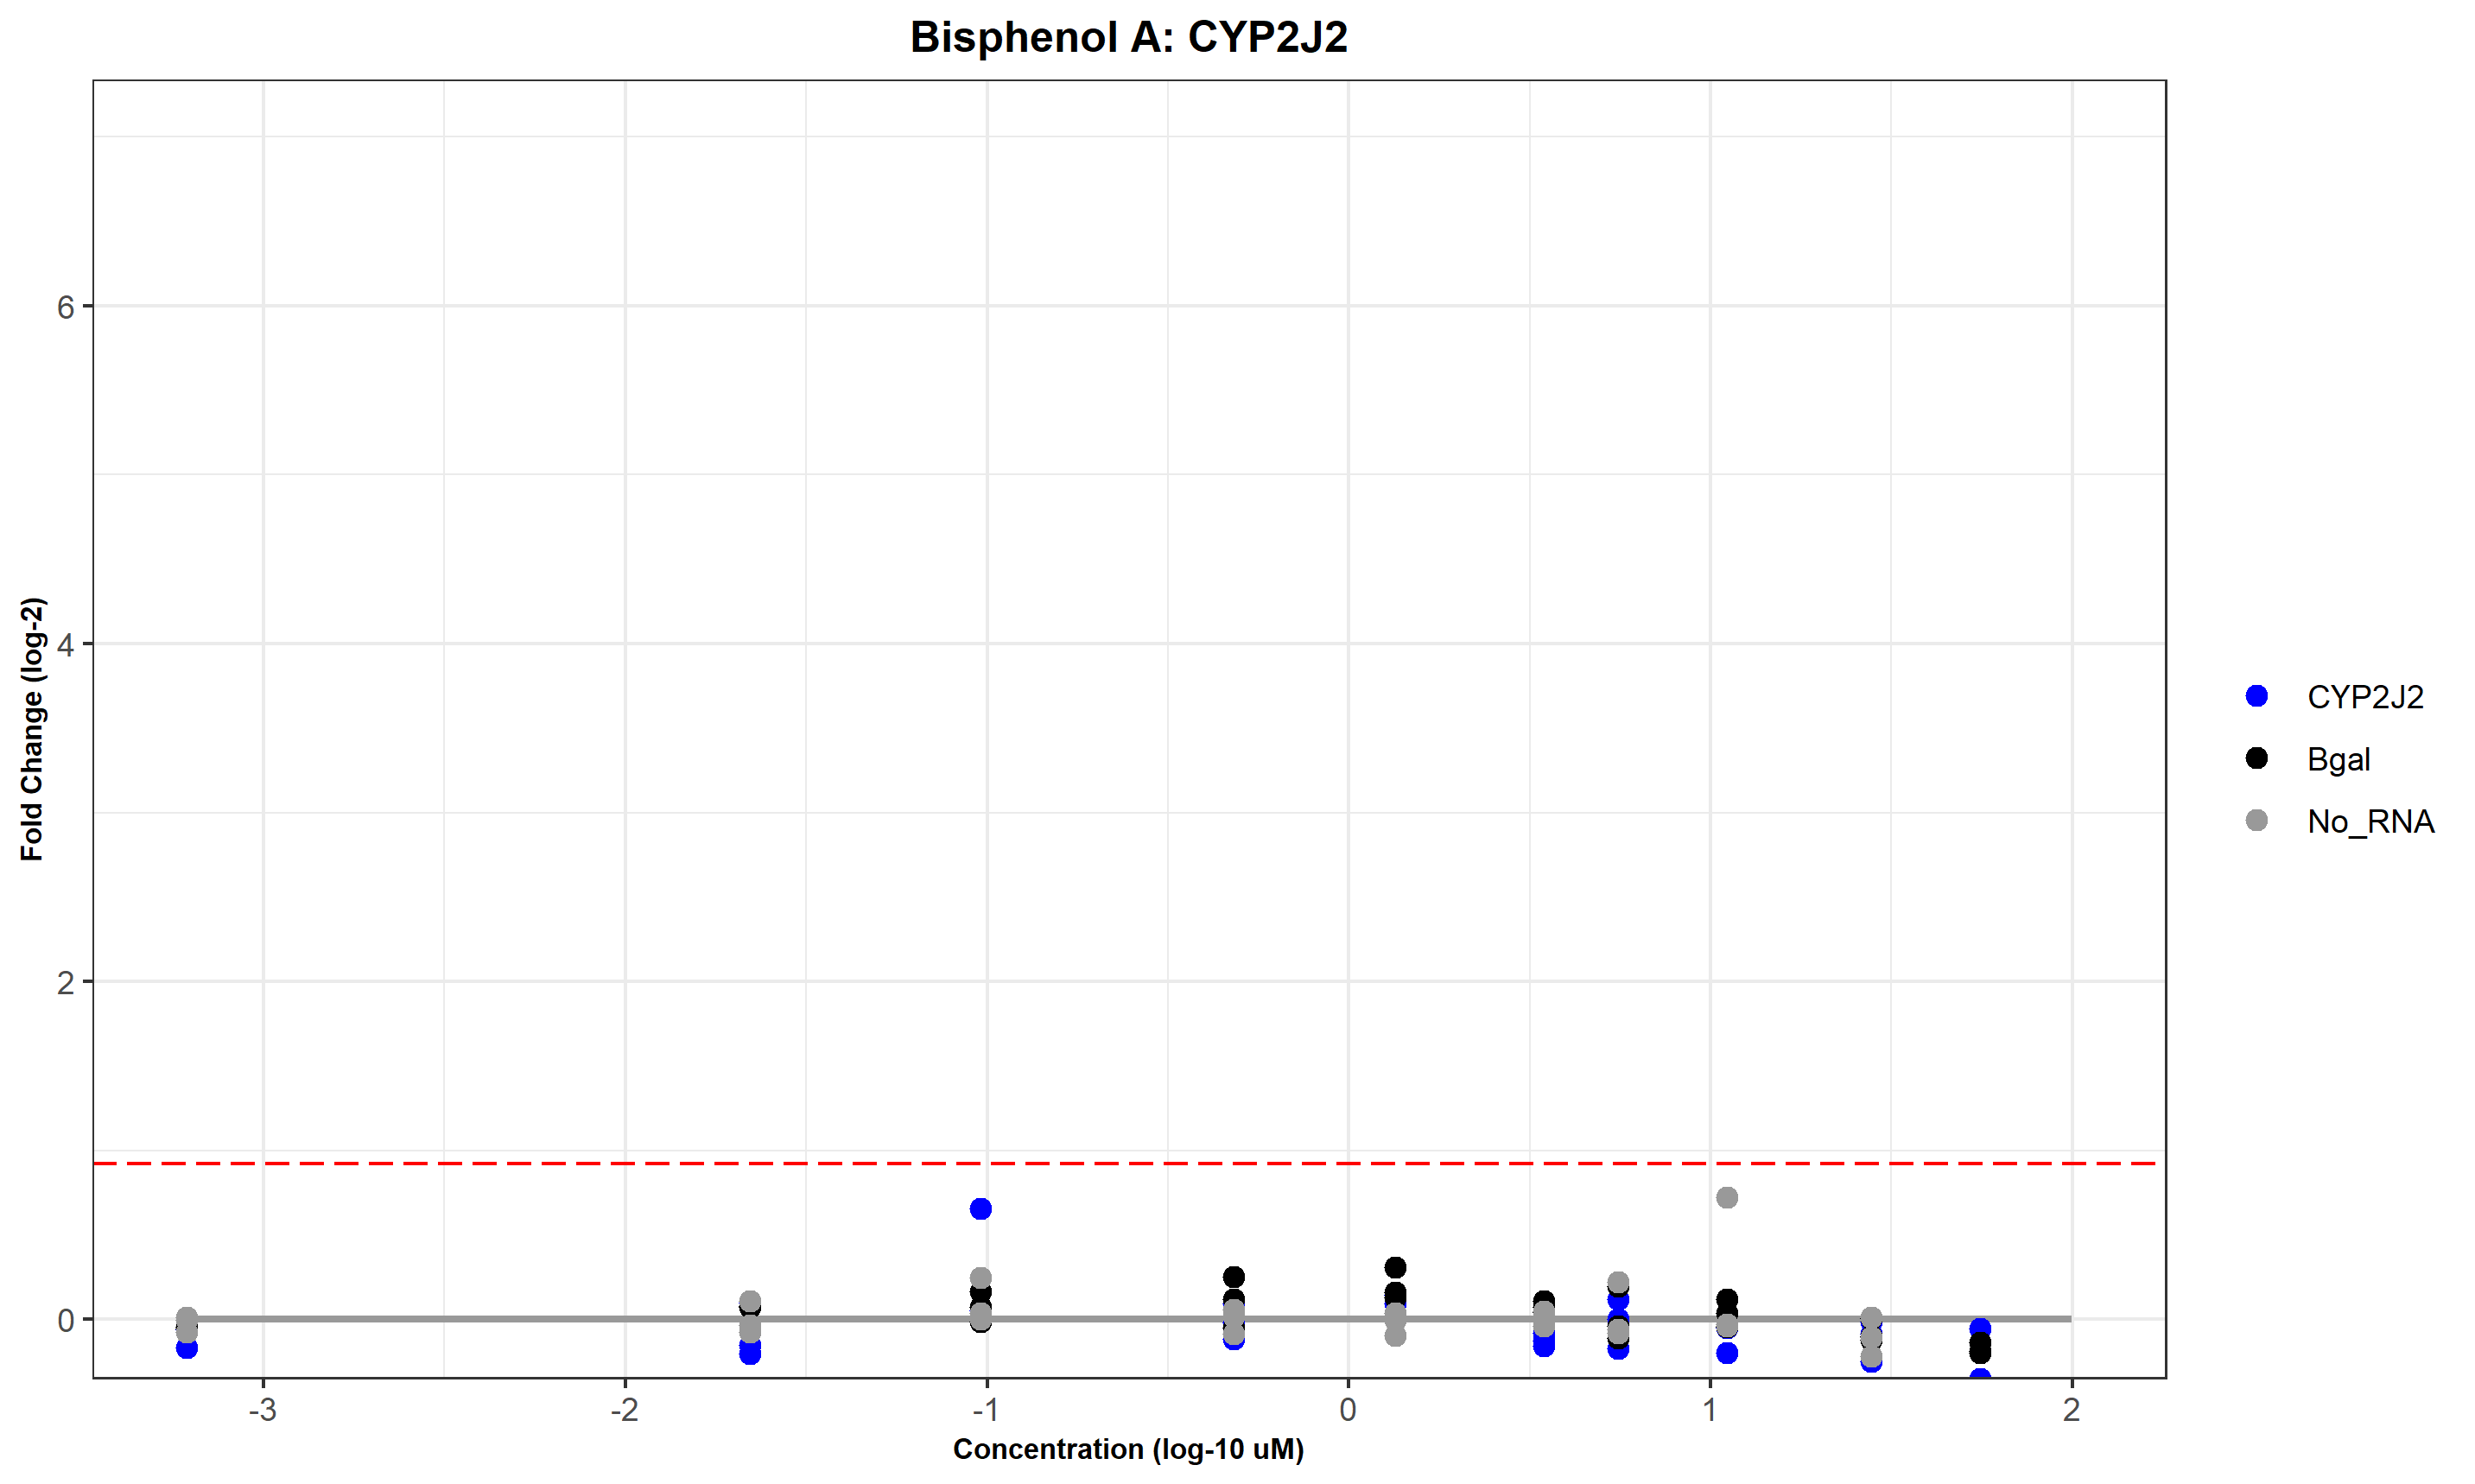 Bisphenol A: CYP2J2
Fold Change (log-2)
6
4
2
0
-3
-2
-1
0
1
2
Concentration (log-10 uM)
CYP2J2
Bgal
No_RNA